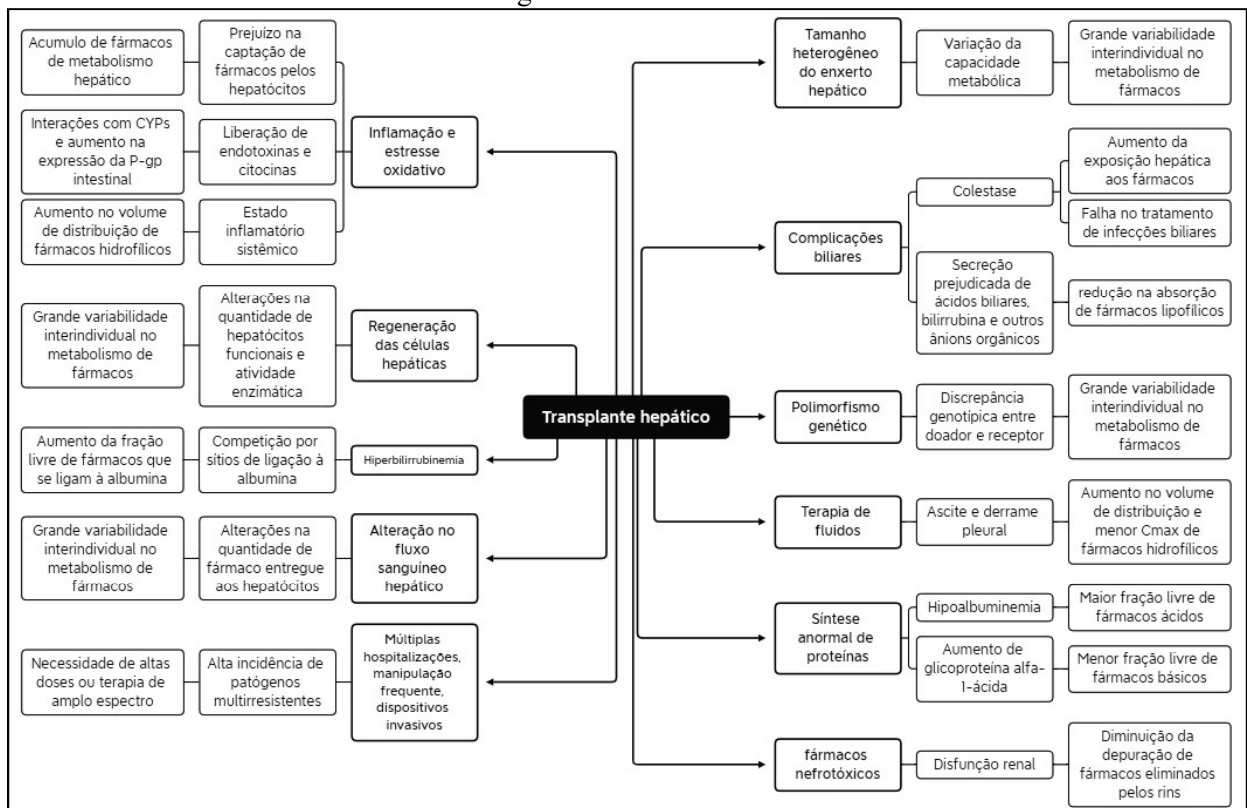 Acumulo de fármacos
de metabolismo
hepático
Prejuízo na
captação de
fármacos pelos
hepatócitos
Interações com CYPs
e aumento na
expressão da P-gp
intestinal
Liberação de
endotoxinas e
citocinas
Inflamação e
estresse
oxidativo
Aumento no volume
de distribuição de
fármacos hidrofílicos
Estado
inflamatório
sistêmico
Grande variabilidade
interindividual no
metabolismo de
fármacos
Alterações na
quantidade de
hepatócitos
funcionais e
atividade
enzimática
Regeneração
das células
hepáticas
Transplante hepático
Aumento da fração
livre de fármacos que
se ligam à albumina
Competição por
sítios de ligação à
albumina
Hiperbilirrubinemia
Grande variabilidade
interindividual no
metabolismo de
fármacos
Alterações na
quantidade de
fármaco entregue
aos hepatócitos
Alteração no
fluxo
sanguíneo
hepático
Necessidade de altas
doses ou terapia de
amplo espectro
Alta incidência de
patógenos
multirresistentes
Múltiplas
hospitalizações,
manipulação
frequente,
dispositivos
invasivos
Tamanho
heterogêneo
do enxerto
hepático
Variação da
capacidade
metabólica
Grande variabilidade
interindividual no
metabolismo de
fármacos
Complicações
biliares
Colestase
Aumento da
exposição hepática
aos fármacos
Falha no tratamento
de infecções biliares
Secreção
prejudicada de
ácidos biliares,
bilirrubina e outros
ânions orgânicos
redução na absorção
de fármacos lipofílicos
Polimorfismo
genético
Discrepância
genotípica entre
doador e receptor
Grande variabilidade
interindividual no
metabolismo de
fármacos
Terapia de
fluidos
Ascite e derrame
pleural
Aumento no volume
de distribuição e
menor Cmax de
fármacos hidrofílicos
Síntese
anormal de
proteínas
Hipoalbuminemia
Maior fração livre de
fármacos ácidos
Aumento de
glicoproteína alfa-
1-ácida
Menor fração livre de
fármacos básicos
fármacos
nefrotóxicos
Disfunção renal
Diminuição da
depuração de
fármacos eliminados
pelos rins